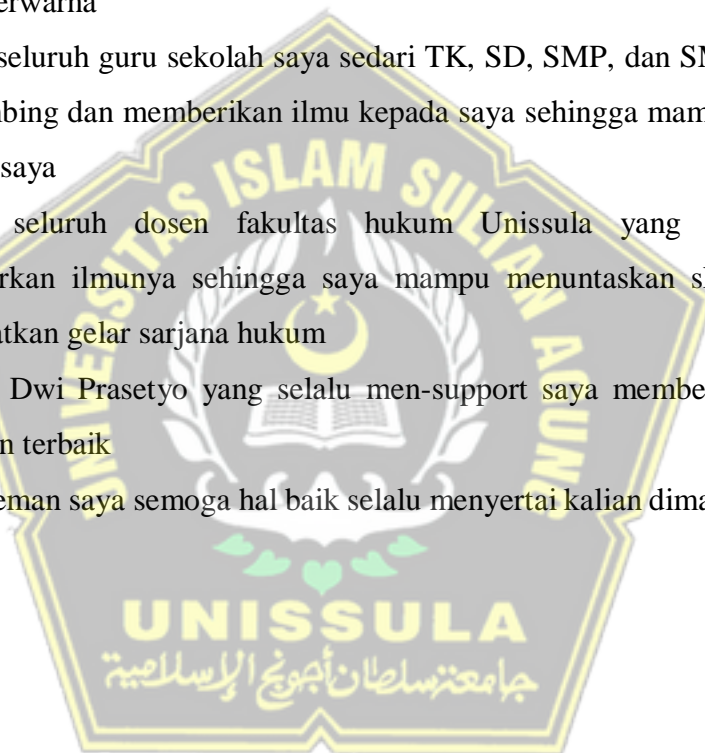 erwarna
seluruh guru sekolah saya sedari TK, SD, SMP, dan SM
bing dan memberikan ilmu kepada saya sehingga mam
saya
seluruh dosen fakultas hukum Unissula yang
rkan ilmunya sehingga saya mampu menuntaskan sk
atkan gelar sarjana hukum
Dwi Prasetyo yang selalu men-support saya membe
n terbaik
eman saya semoga hal baik selalu menyertai kalian dima
UNIVERSITAS ISLAM SULTAN AGUNG
UNISSULA
جامعتسلطان أجونج الإسلامية